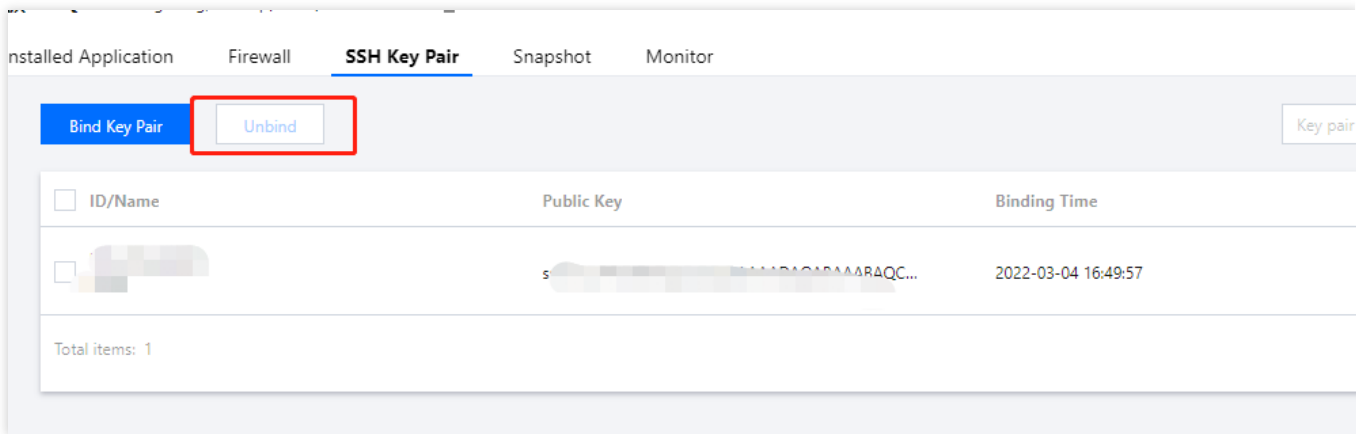 nstalled Application Firewall SSH Key Pair Snapshot Monitor
Bind Key Pair Unbind Key pair
ID/Name Public Key Binding Time
2022-03-04 16:49:57
Total items: 1